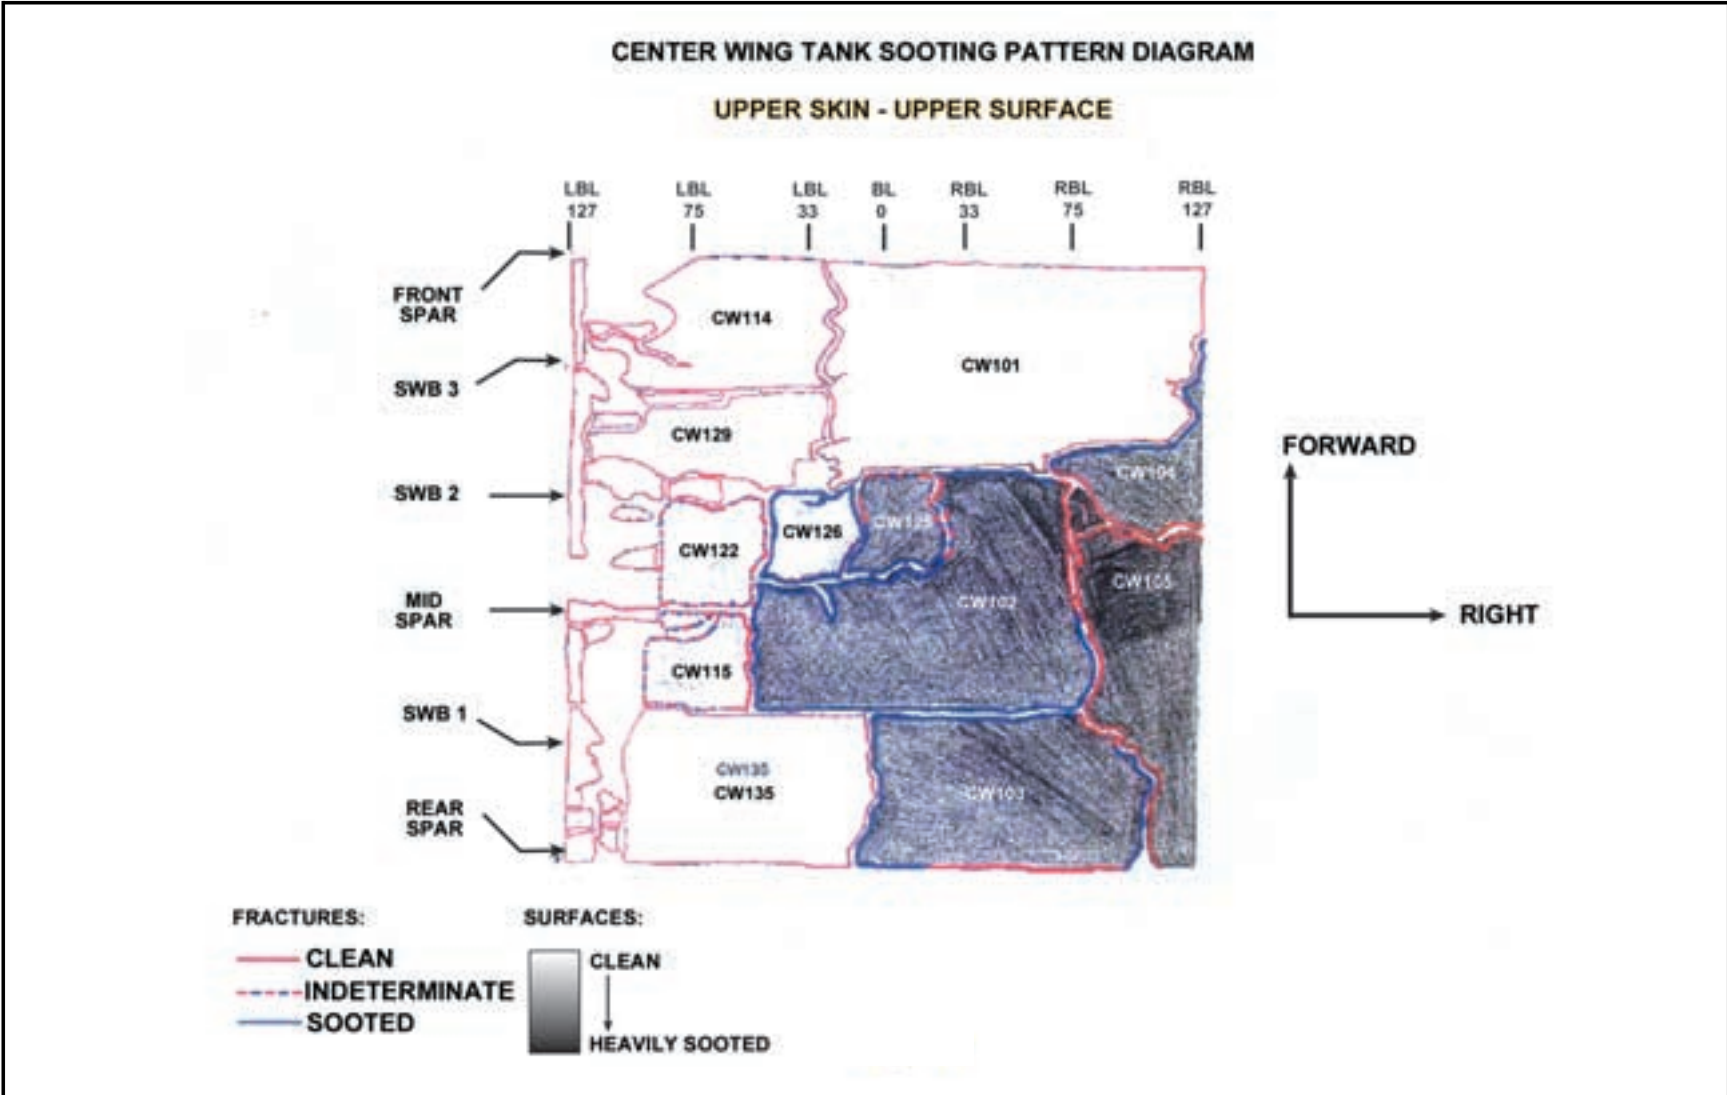 CENTER WING TANK SOOTING PATTERN DIAGRAM
UPPER SKIN - UPPER SURFACE
LBL LBL LBL BL RBL RBL RBL
127 75 33 0 33 75 127
FRONT
SPAR
SWB 3
SWB 2
MID
SPAR
SWB 1
REAR
SPAR
CW114
CW101
CW129
CW104
CW126
CW122
CW105
CW102
CW115
CW135
CW135
CW103
FORWARD
RIGHT
FRACTURES:
CLEAN
INDETERMINATE
SOOTED
SURFACES:
CLEAN
HEAVILY SOOTED